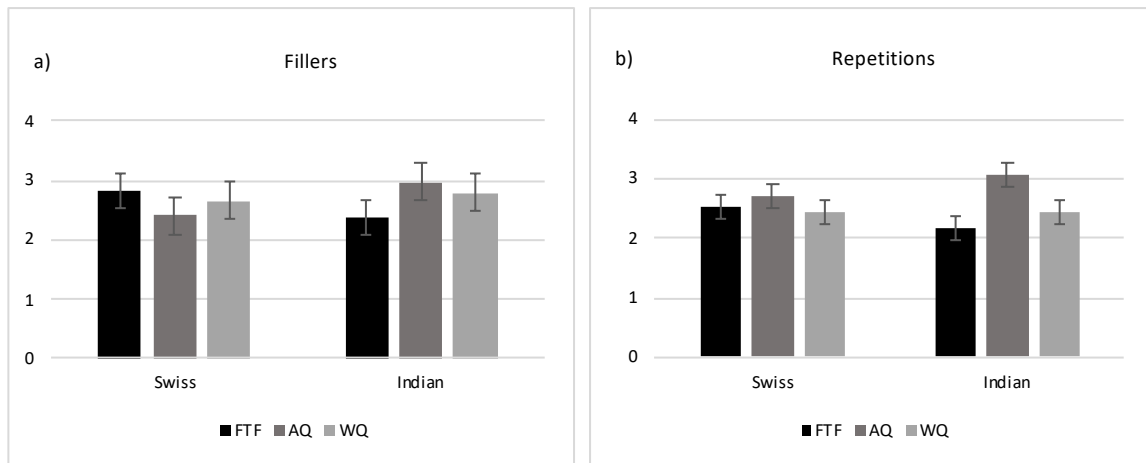 a) Fillers
4
3
2
1
0
Swiss Indian
FTF AQ WQ
b) Repetitions
4
3
2
1
0
Swiss Indian
FTF AQ WQ